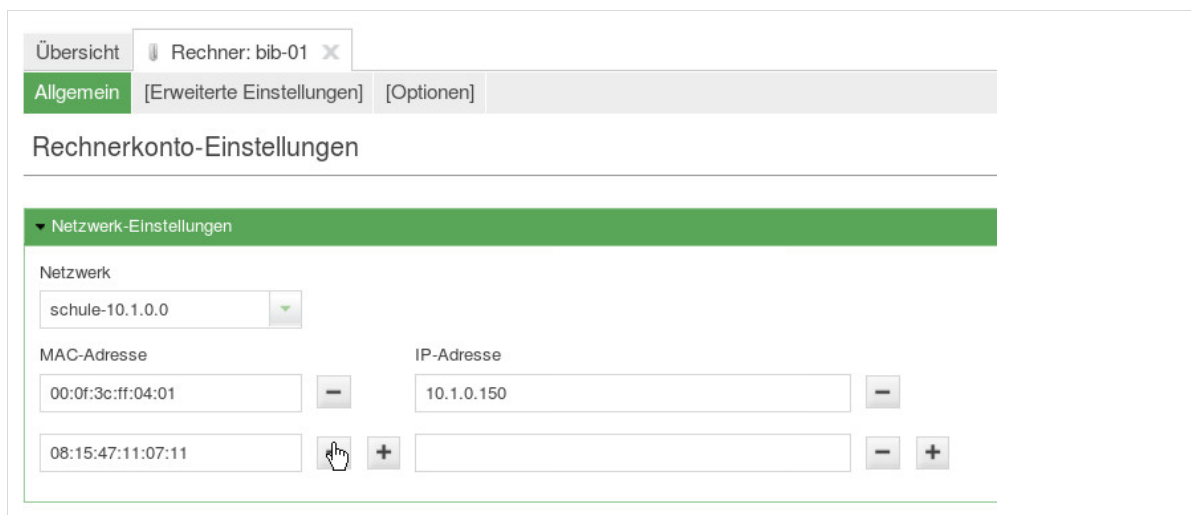 Übersicht Rechner: bib-01
Allgemein [Erweiterte Einstellungen] [Optionen]
Rechnerkonto-Einstellungen
Netzwerk-Einstellungen
Netzwerk
schule-10.1.0.0
MAC-Adresse IP-Adresse
00:0f:3c:ff:04:01 10.1.0.150
08:15:47:11:07:11